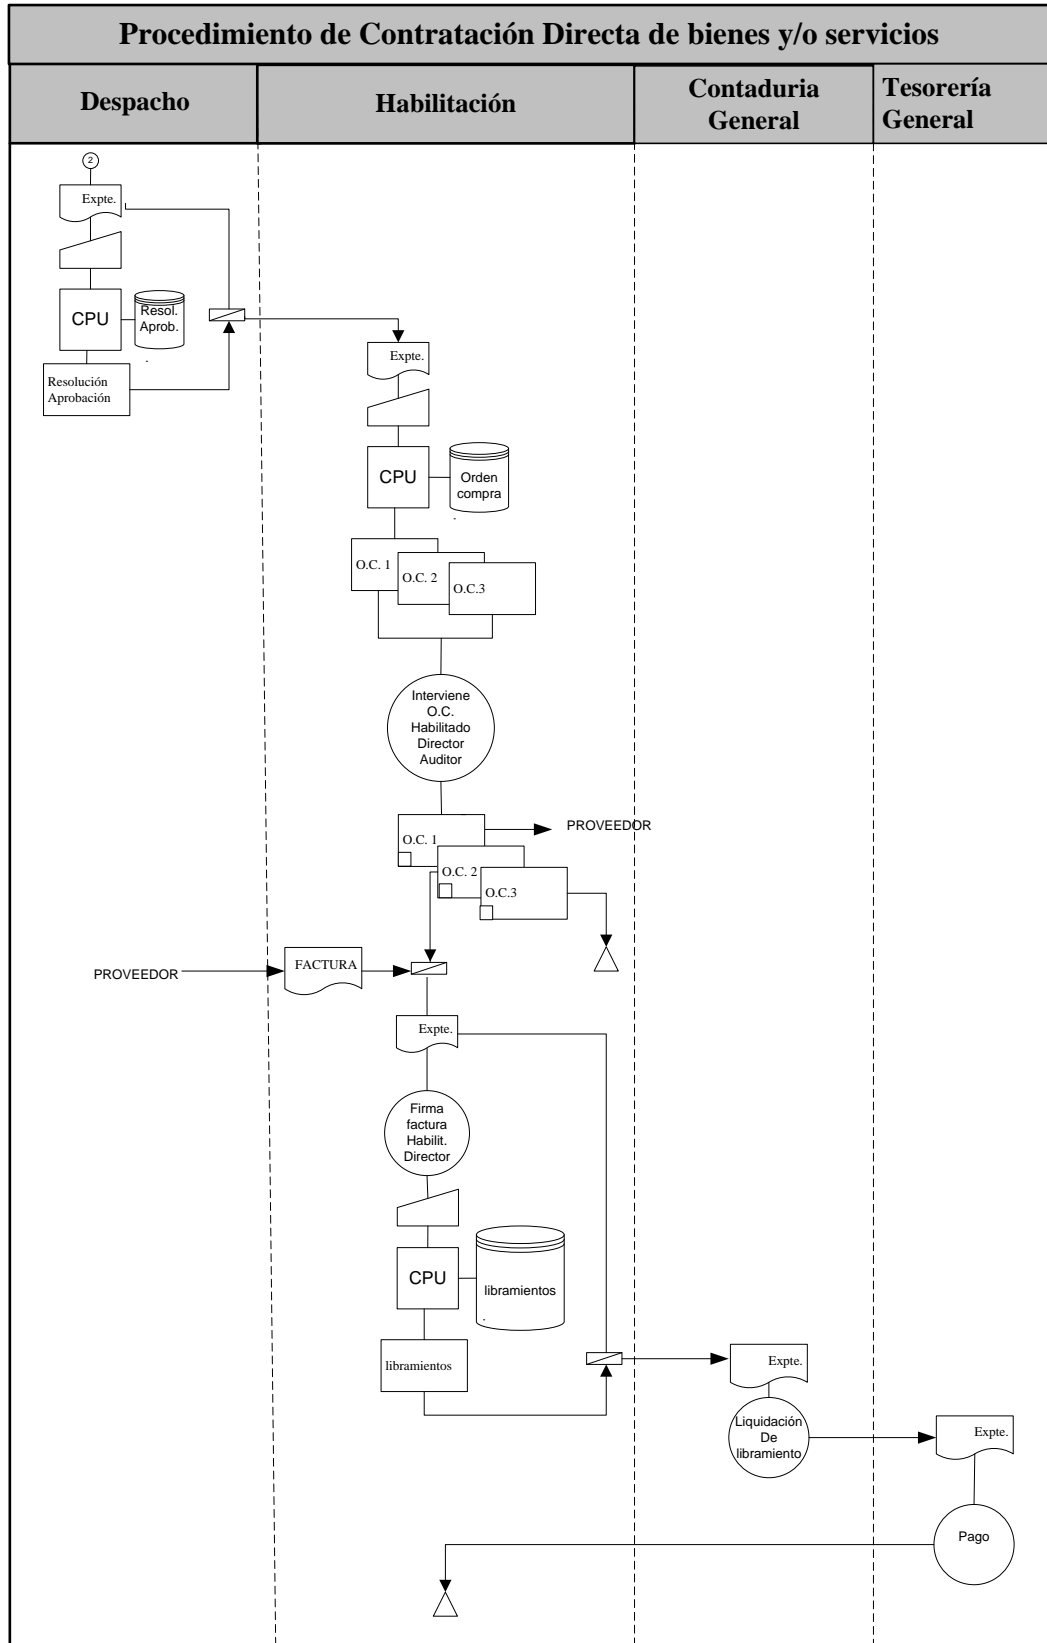 Procedimiento de Contratación Directa de bienes y/o servicios
Despacho
Habilitación
Contaduria
General
Tesorería
General
2
Expte.
CPU
Resol.
Aprob.
Resolución
Aprobación
Expte.
CPU
Orden
compra
O.C. 1
O.C. 2
O.C.3
Interviene
O.C.
Habilitado
Director
Auditor
O.C. 1
PROVEEDOR
O.C. 2
O.C.3
PROVEEDOR
FACTURA
Expte.
Firma
factura
Habilit.
Director
CPU
libramientos
libramientos
Expte.
Liquidación
De
libramiento
Expte.
Pago